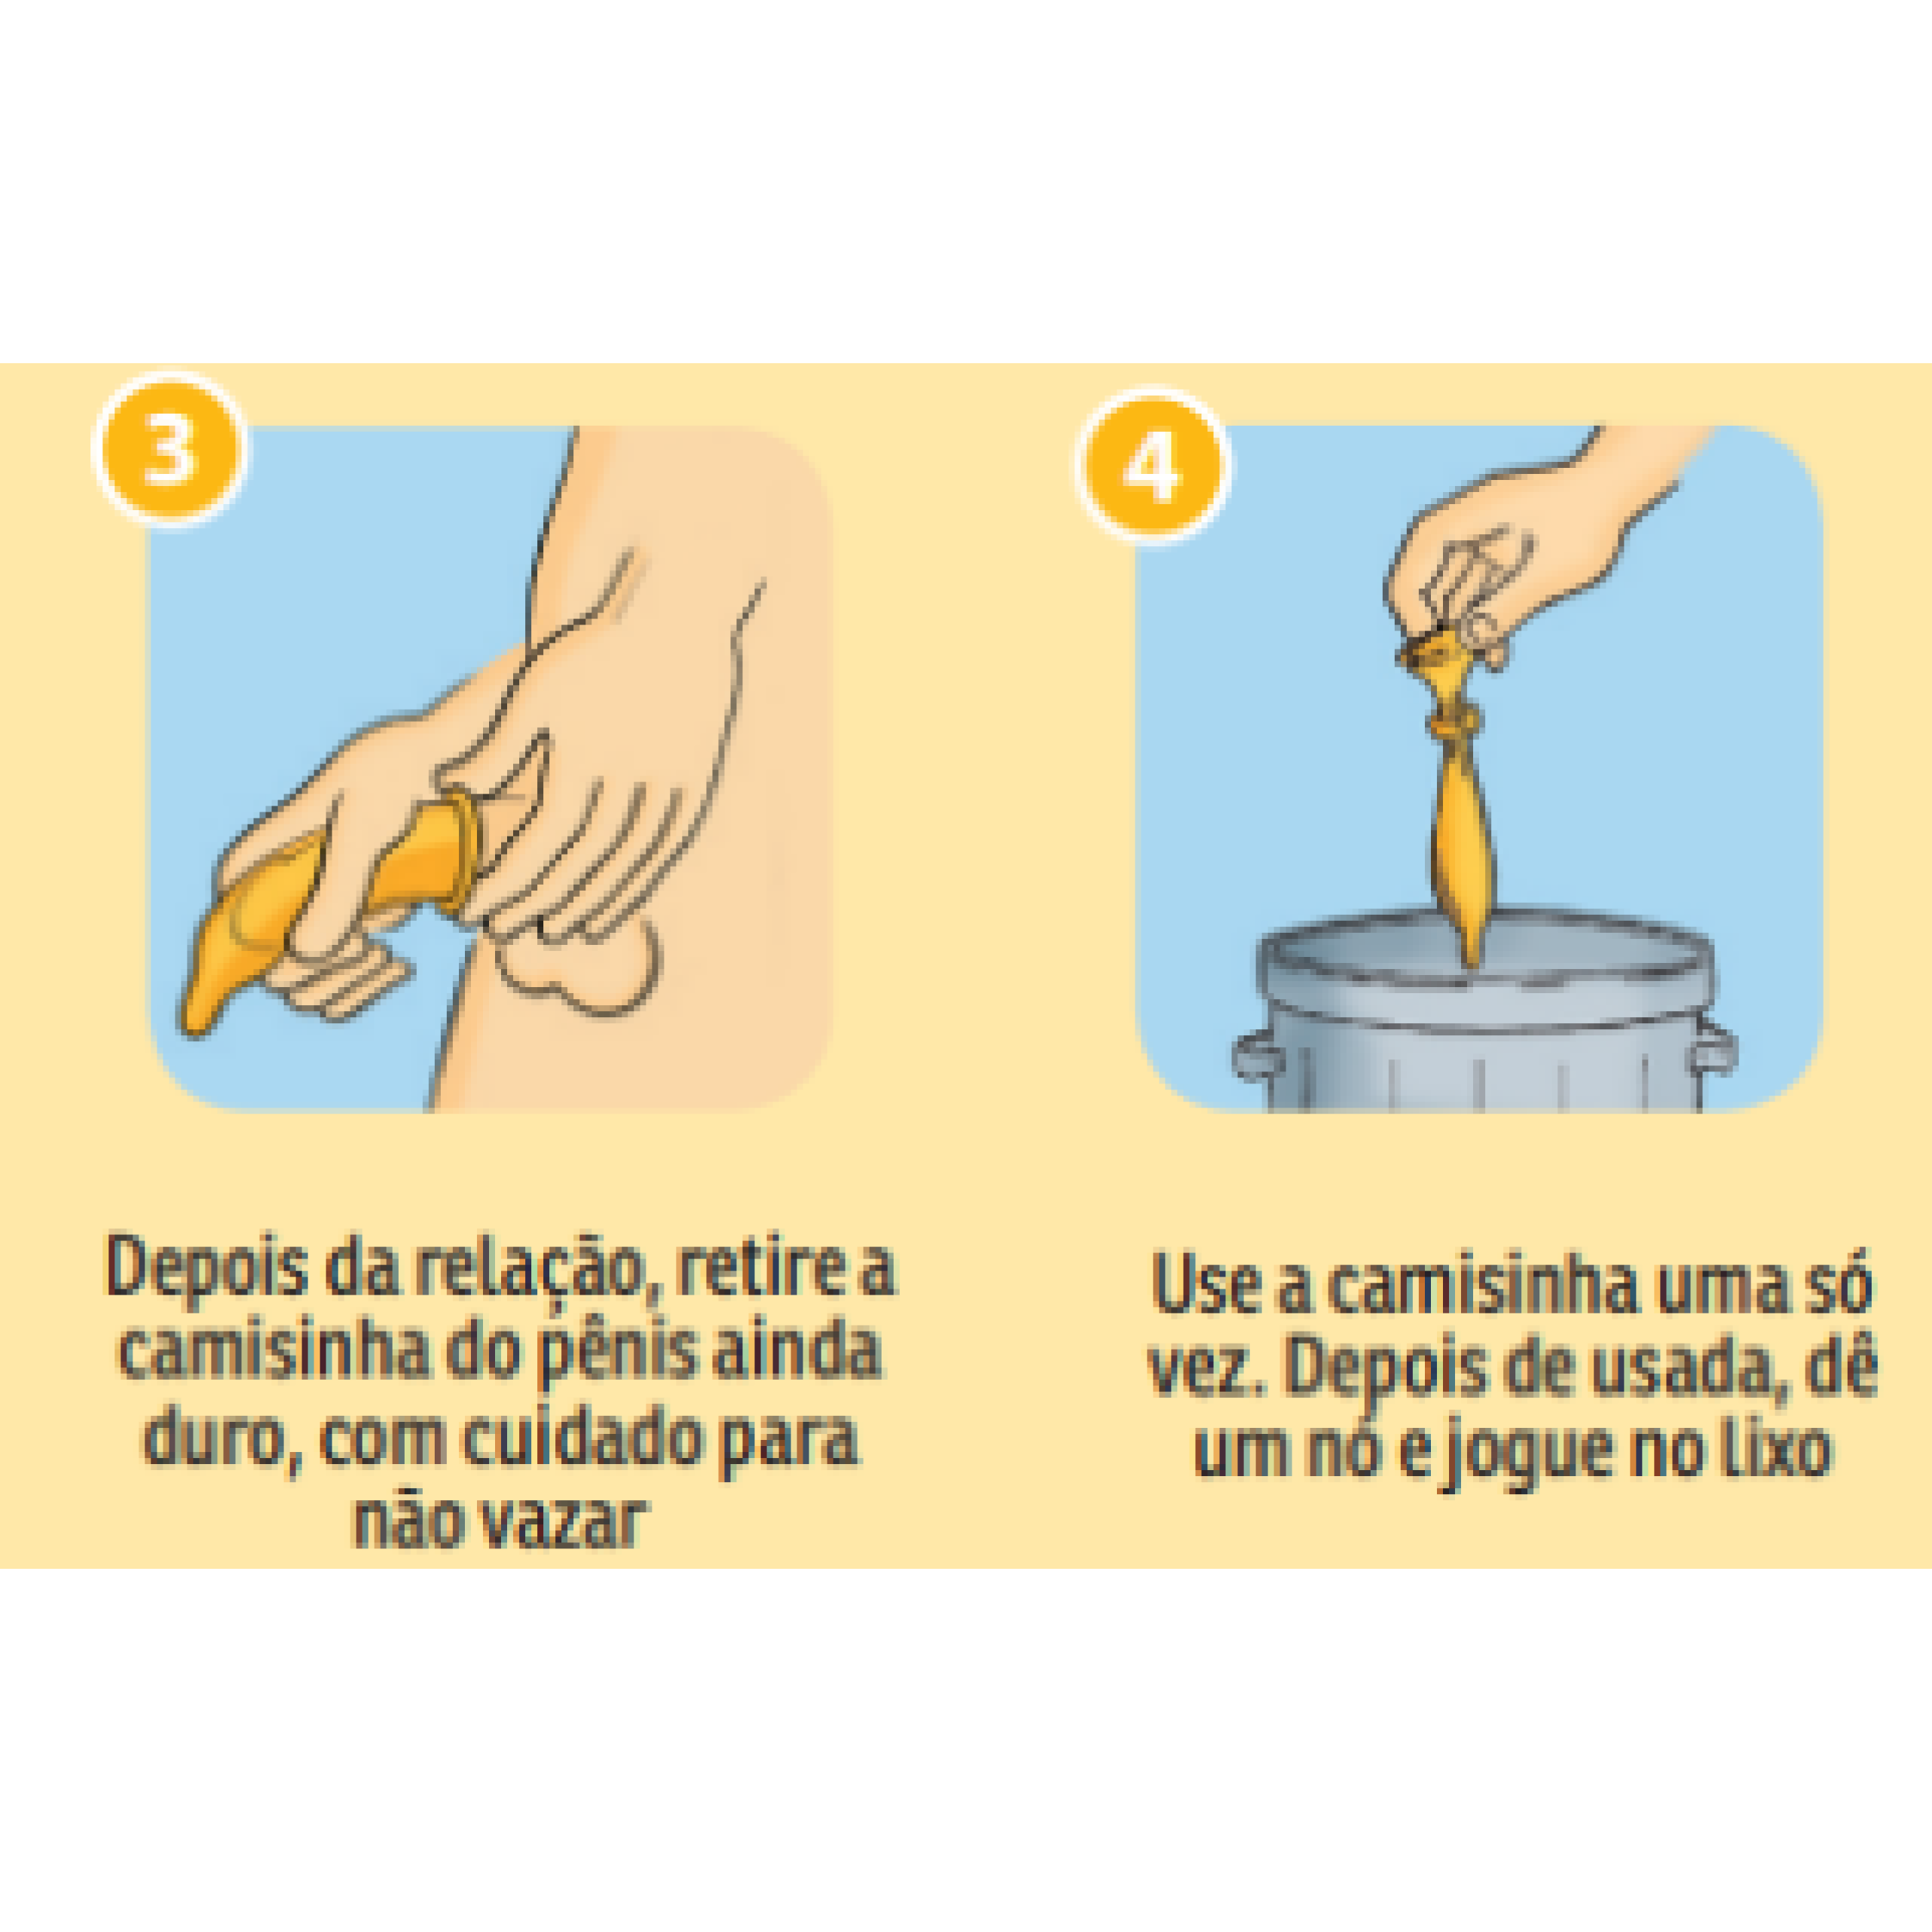 3
Depois da relação, retire a
camisinha do pênis ainda
duro, com cuidado para
não vazar
4
Use a camisinha uma só
vez. Depois de usada, dê
um nó e jogue no lixo